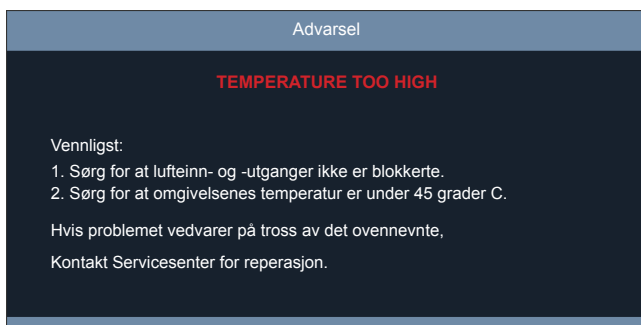 Advarsel
TEMPERATURE TOO HIGH
Vennligst:
1. Sørg for at lufteinn- og -utganger ikke er blokkerte.
2. Sørg for at omgivelsenes temperatur er under 45 grader C.
Hvis problemet vedvarer på tross av det ovennevnte,
Kontakt Servicesenter for reperasjon.